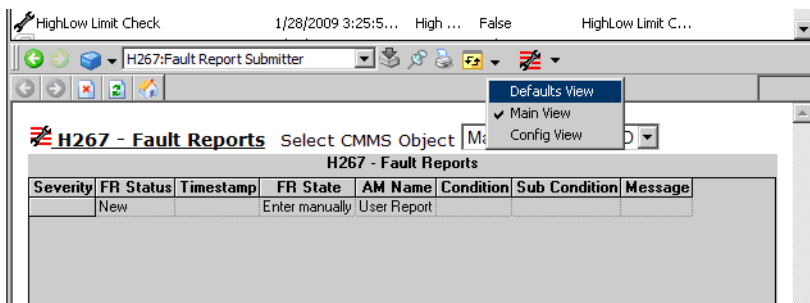 HighLow Limit Check 1/28/2009 3:25:5... High ... False HighLow Limit C...
H267:Fault Report Submitter
Defaults View
Main View
Config View
H267 - Fault Reports Select CMMS Object
H267 - Fault Reports
Severity FR Status Timestamp FR State AM Name Condition Sub Condition Message
New Enter manually User Report